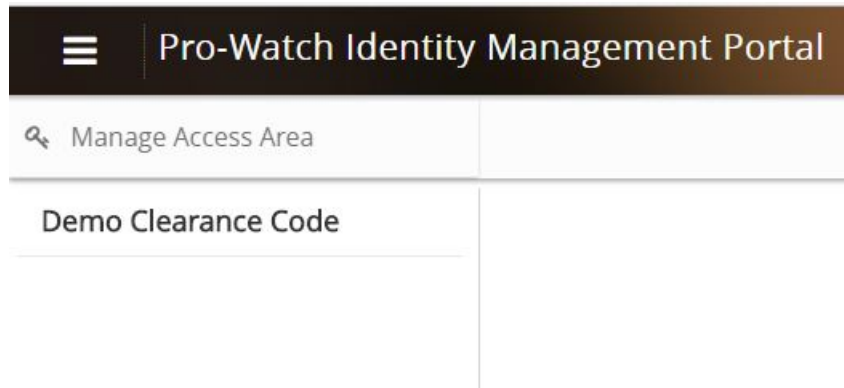 Pro-Watch Identity Management Portal
Manage Access Area
Demo Clearance Code